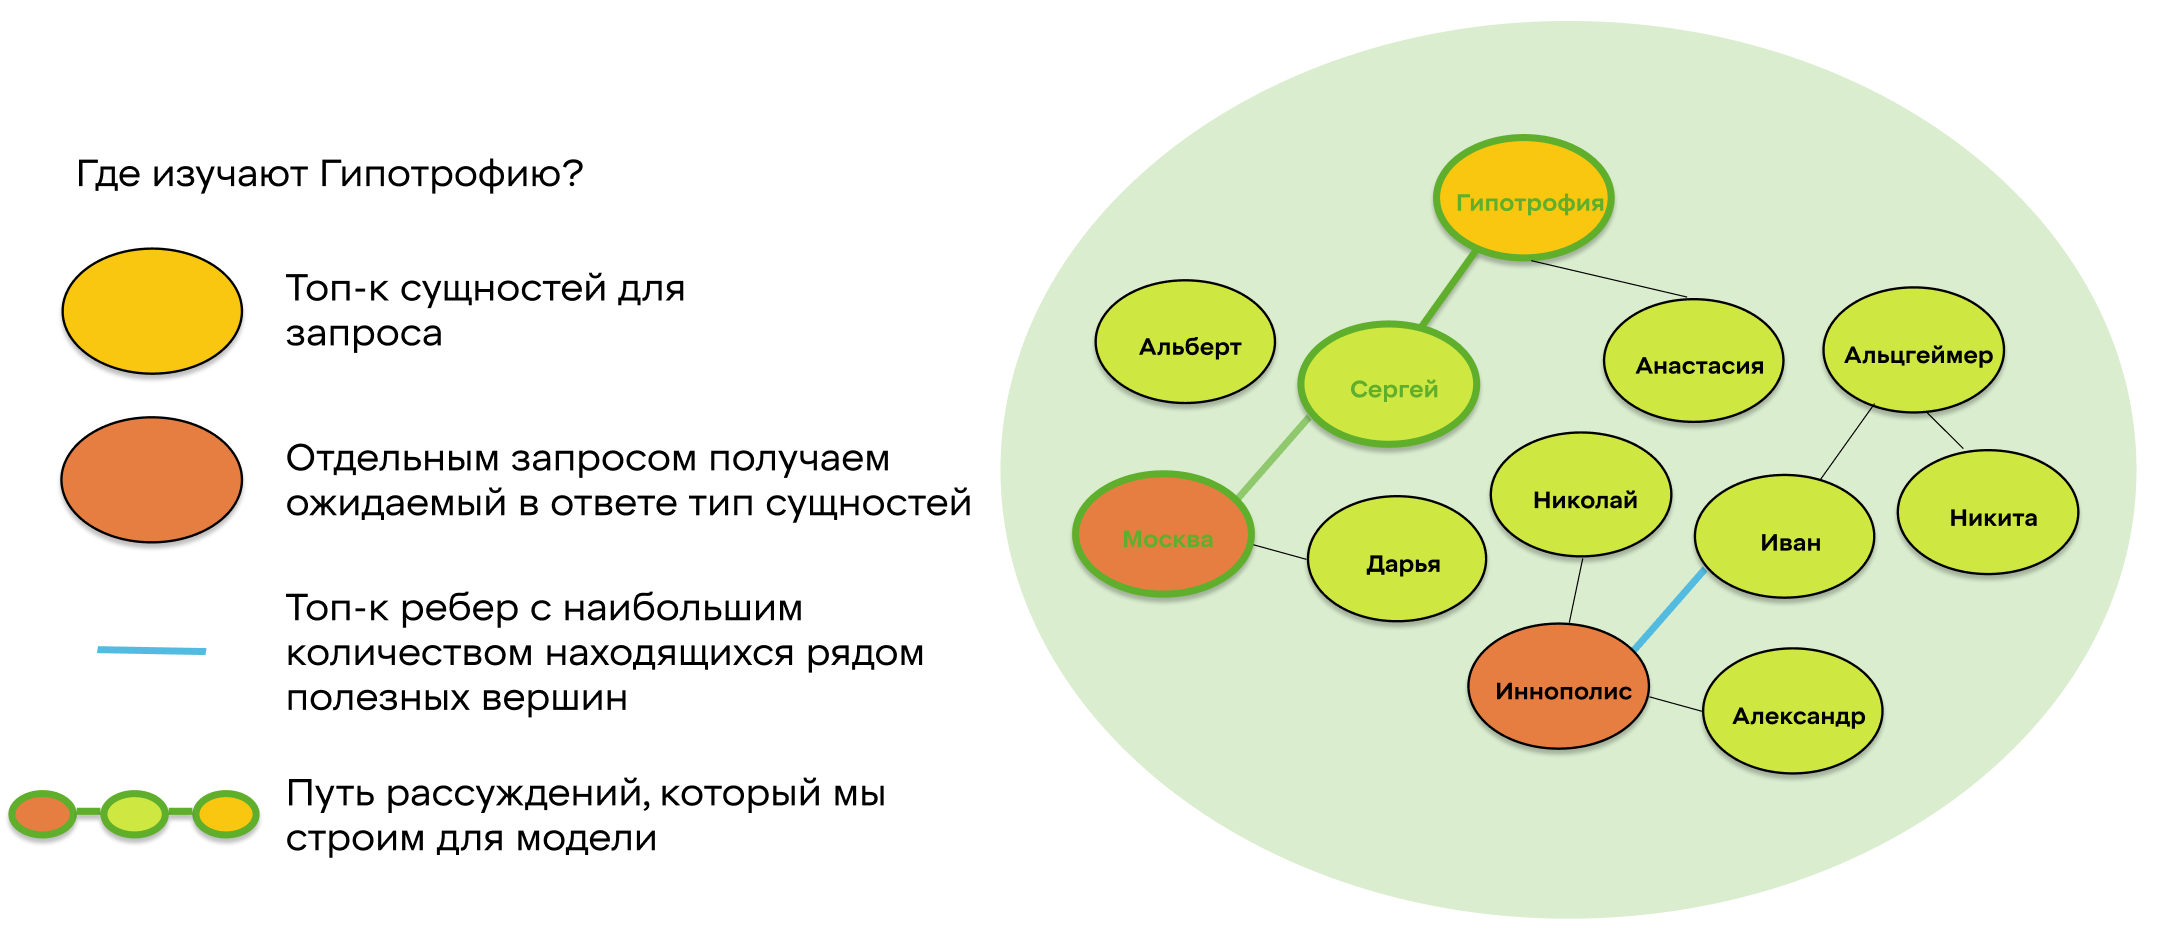 Где изучают Гипотрофию?
Топ-к сущностей для
запроса
Отдельным запросом получаем
ожидаемый в ответе тип сущностей
Топ-к ребер с наибольшим
количеством находящихся рядом
полезных вершин
Путь рассуждений, который мы
строим для модели
Гипотрофия
Альберт
Сергей
Анастасия
Альцгеймер
Москва
Дарья
Николай
Иван
Никита
Иннополис
Александр